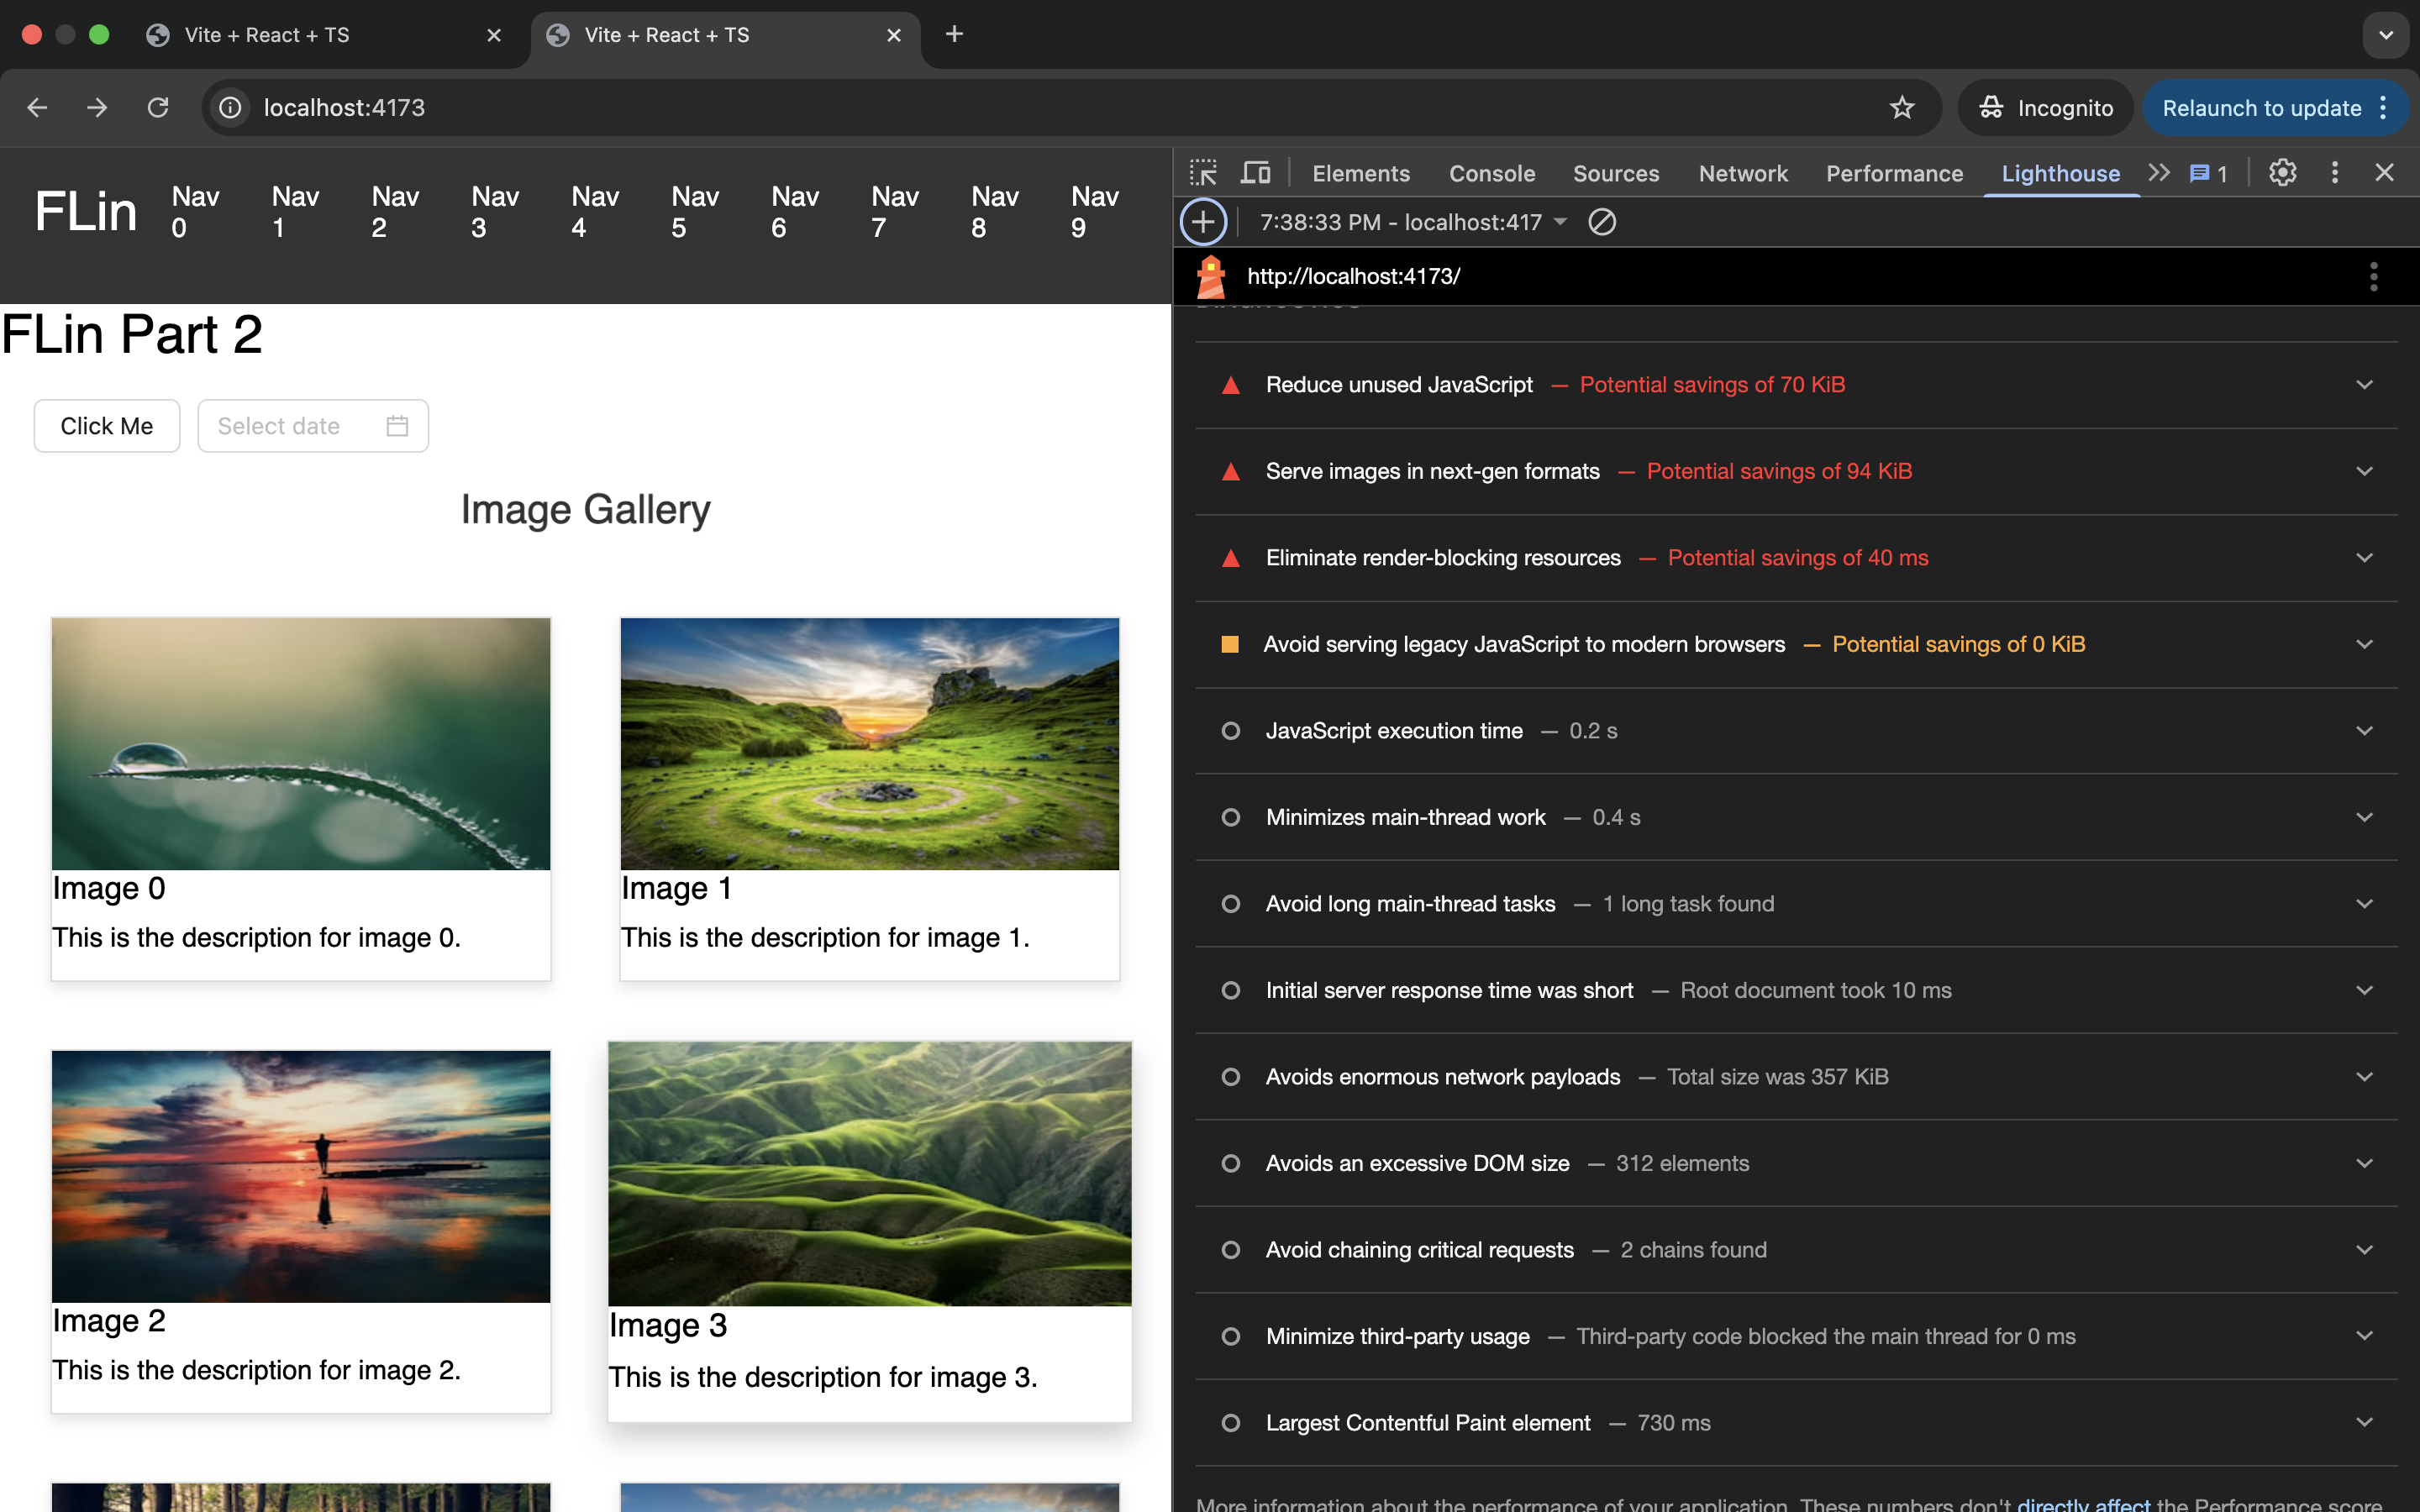 Vite + React + TS
Vite + React + TS
localhost:4173
Incognito
Relaunch to update
FLin
Nav 0
Nav 1
Nav 2
Nav 3
Nav 4
Nav 5
Nav 6
Nav 7
Nav 8
Nav 9
FLin Part 2
Click Me
Select date
Image Gallery
Image 0
This is the description for image 0.
Image 1
This is the description for image 1.
Image 2
This is the description for image 2.
Image 3
This is the description for image 3.
Elements Console Sources Network Performance Lighthouse 1
7:38:33 PM - localhost:417
http://localhost:4173/
Reduce unused JavaScript — Potential savings of 70 KiB
Serve images in next-gen formats — Potential savings of 94 KiB
Eliminate render-blocking resources — Potential savings of 40 ms
Avoid serving legacy JavaScript to modern browsers — Potential savings of 0 KiB
JavaScript execution time — 0.2 s
Minimizes main-thread work — 0.4 s
Avoid long main-thread tasks — 1 long task found
Initial server response time was short — Root document took 10 ms
Avoids enormous network payloads — Total size was 357 KiB
Avoids an excessive DOM size — 312 elements
Avoid chaining critical requests — 2 chains found
Minimize third-party usage — Third-party code blocked the main thread for 0 ms
Largest Contentful Paint element — 730 ms
More information about the performance of your application. These numbers don't directly affect the Performance score